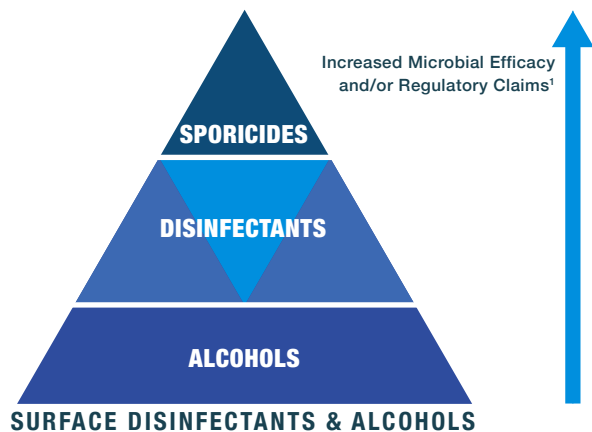 Increased Microbial Efficacy
and/or Regulatory Claims¹
SPORICIDES
DISINFECTANTS
ALCOHOLS
SURFACE DISINFECTANTS & ALCOHOLS